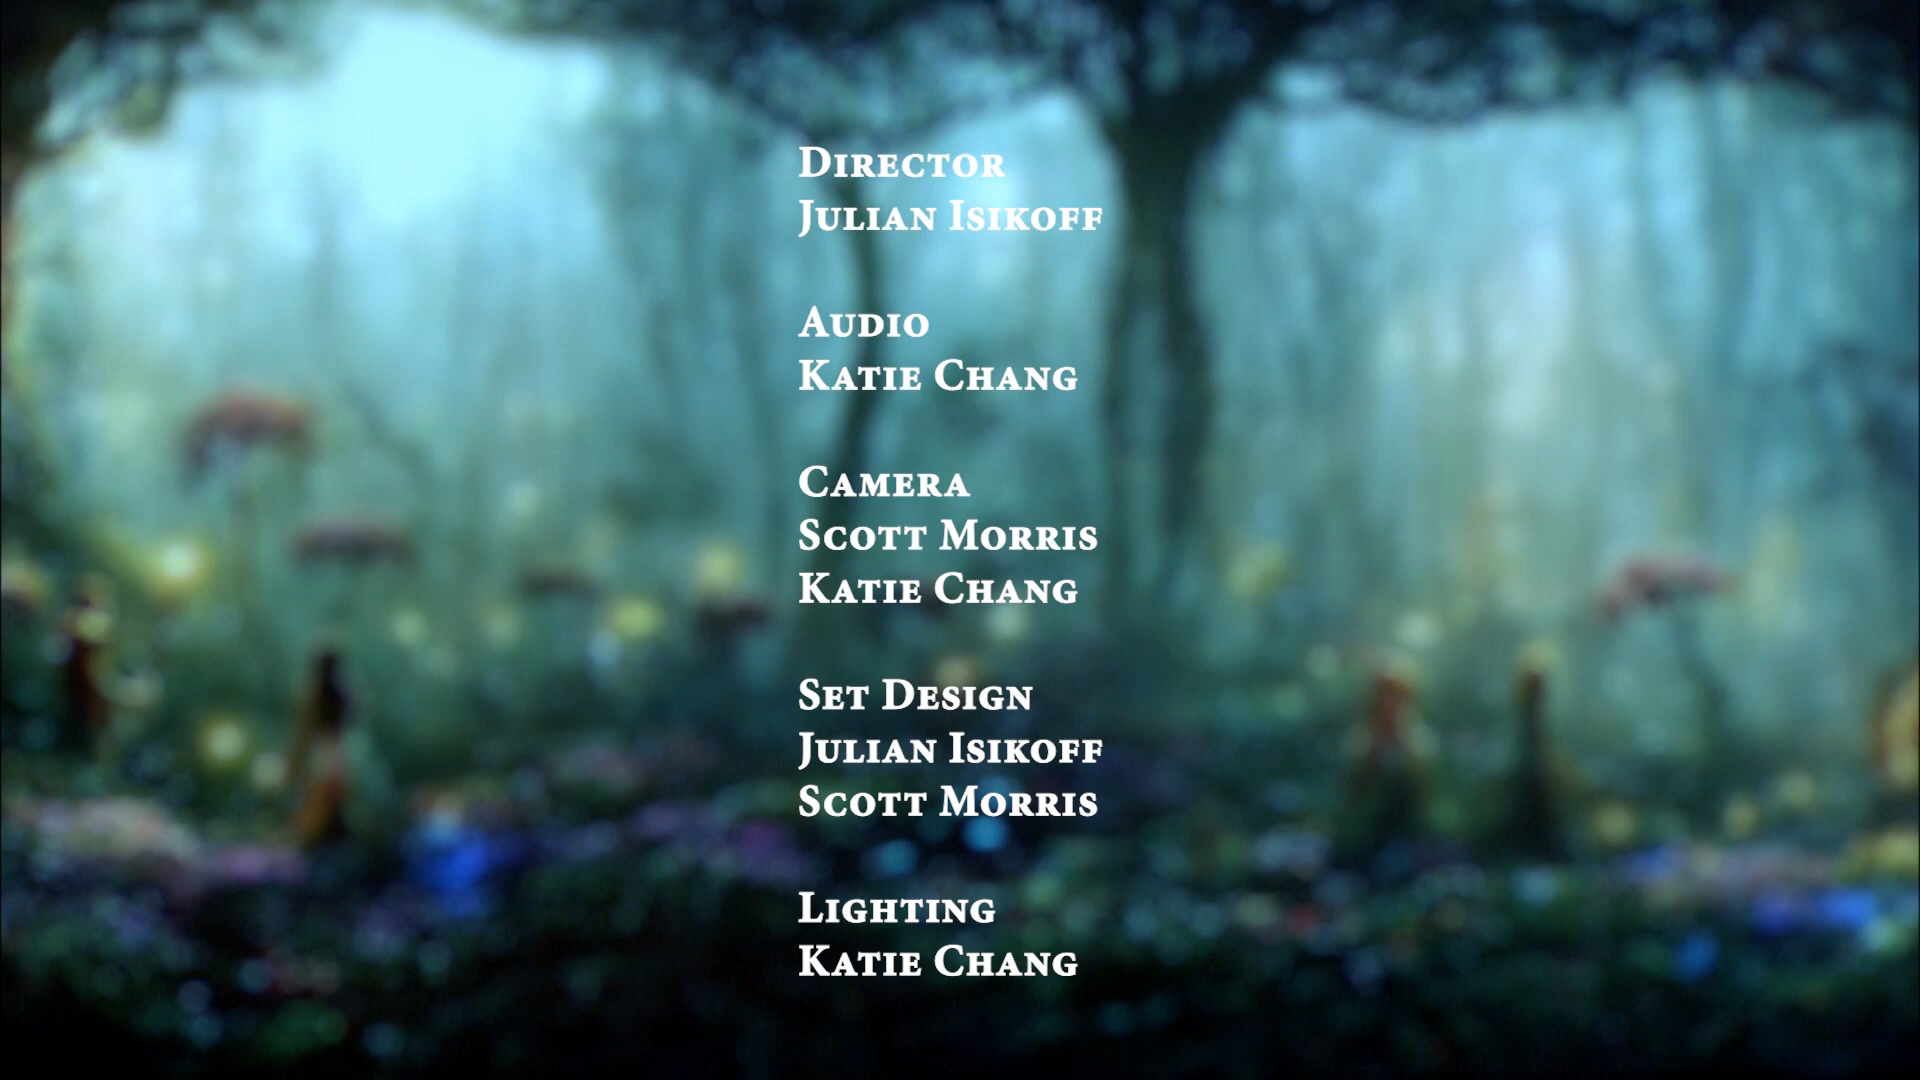 Director
Julian Isikoff
Audio
Katie Chang
Camera
Scott Morris
Katie Chang
Set Design
Julian Isikoff
Scott Morris
Lighting
Katie Chang